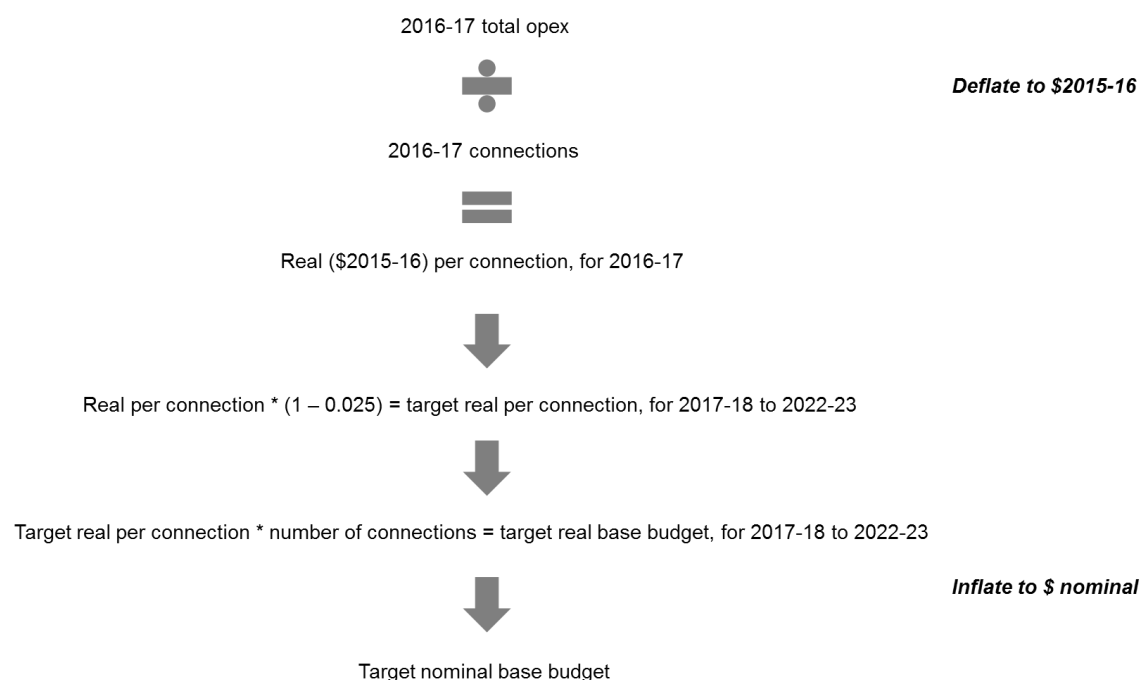 2016-17 total opex
Deflate to $2015-16
2016-17 connections
Real ($2015-16) per connection, for 2016-17
Real per connection * (1 – 0.025) = target real per connection, for 2017-18 to 2022-23
Target real per connection * number of connections = target real base budget, for 2017-18 to 2022-23
Inflate to $ nominal
Target nominal base budget